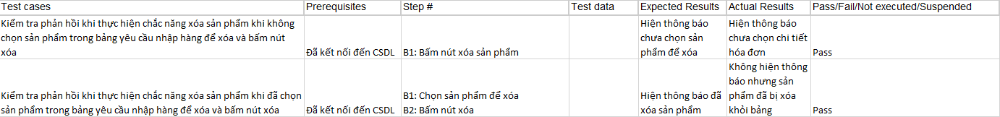 Test cases Prerequisites Step # Test data Expected Results Actual Results Pass/Fail/Not executed/Suspended
Kiểm tra phản hồi khi thực hiện chắc năng xóa sản phẩm khi không
chọn sản phẩm trong bảng yêu cầu nhập hàng để xóa và bấm nút
xóa
Đã kết nối đến CSDL
B1: Bấm nút xóa sản phẩm
Hiện thông báo
chưa chọn sản
phẩm để xóa
Hiện thông báo
chưa chọn chi tiết
hóa đơn
Pass
Kiểm tra phản hồi khi thực hiện chắc năng xóa sản phẩm khi đã chọn
sản phẩm trong bảng yêu cầu nhập hàng để xóa và bấm nút xóa
Đã kết nối đến CSDL
B1: Chọn sản phẩm để xóa
B2: Bấm nút xóa
Hiện thông báo đã
xóa sản phẩm
Không hiện thông
báo nhưng sản
phẩm đã bị xóa
khỏi bảng
Pass